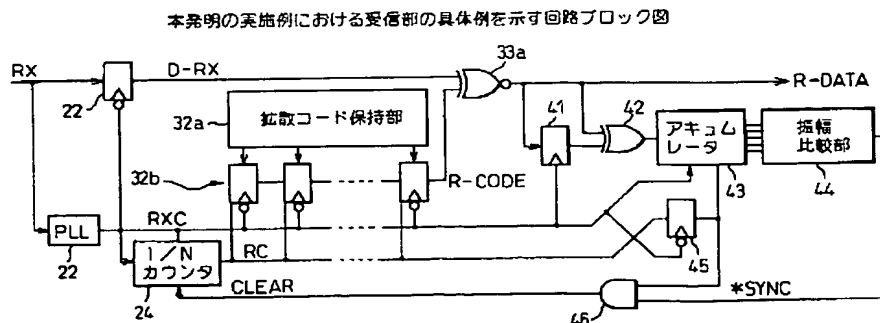 本発明の実施例における受信部の具体例を示す回路ブロック図
RX
D-RX
33a
R-DATA
22
32a
拡散コード保持部
41
42
アキュム
レータ
振幅
比較部
43
44
32b
R-CODE
RXC
PLL
22
1/N
カウンタ
RC
45
24
CLEAR
*SYNC
46